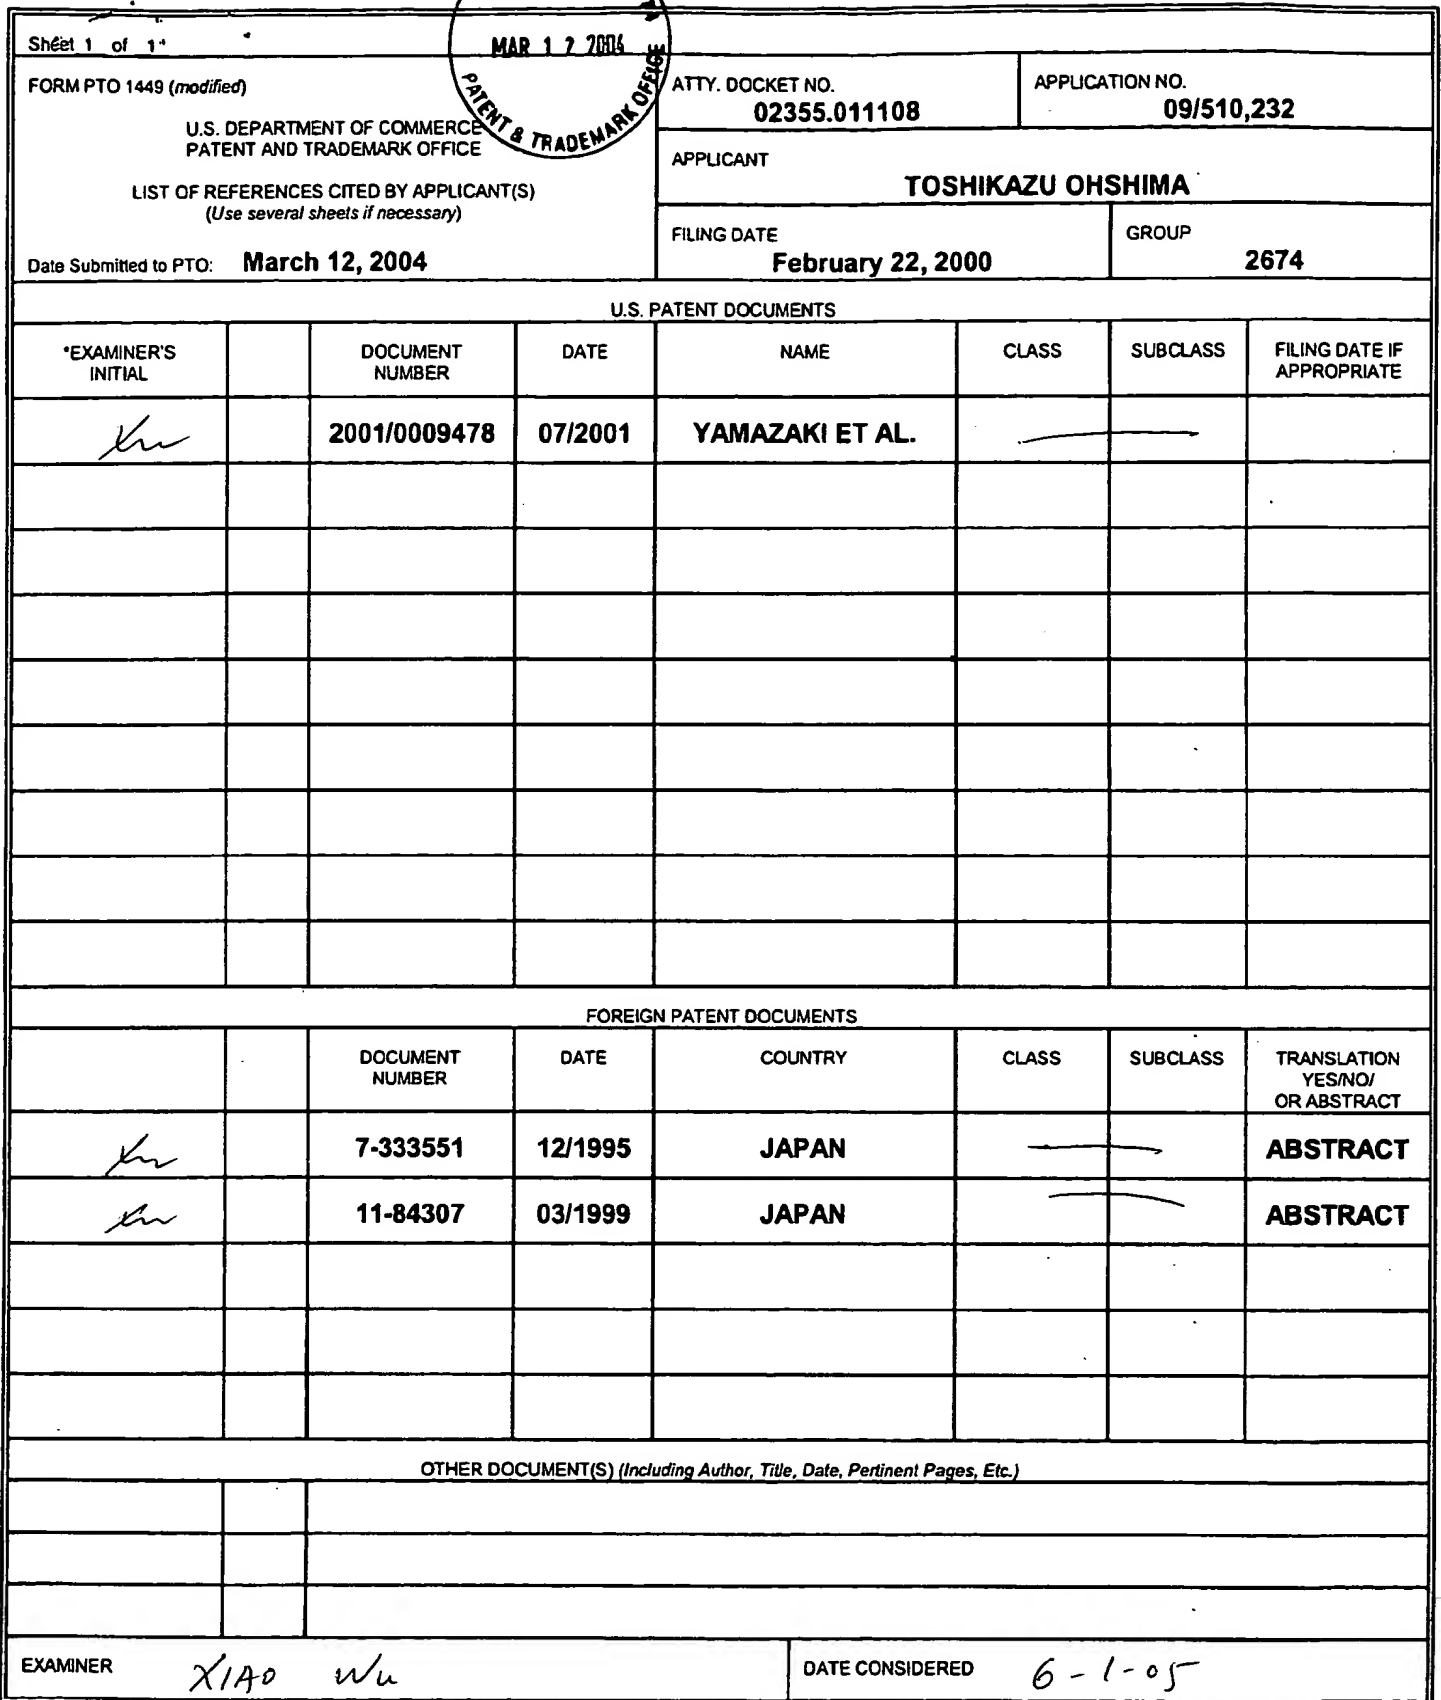 Sheet 1 of 1
MAR 12 2004
PATENT & TRADEMARK OFFICE
FORM PTO 1449 (modified)
U.S. DEPARTMENT OF COMMERCE
PATENT AND TRADEMARK OFFICE
LIST OF REFERENCES CITED BY APPLICANT(S)
(Use several sheets if necessary)
Date Submitted to PTO: March 12, 2004
ATTY. DOCKET NO.
02355.011108
APPLICATION NO.
09/510,232
APPLICANT
TOSHIKAZU OHSHIMA
FILING DATE
February 22, 2000
GROUP
2674
U.S. PATENT DOCUMENTS
*EXAMINER'S INITIAL
DOCUMENT NUMBER
DATE
NAME
CLASS
SUBCLASS
FILING DATE IF APPROPRIATE
2001/0009478 07/2001 YAMAZAKI ET AL.
FOREIGN PATENT DOCUMENTS
DOCUMENT NUMBER
DATE
COUNTRY
CLASS
SUBCLASS
TRANSLATION YES/NO/ OR ABSTRACT
7-333551 12/1995 JAPAN ABSTRACT
11-84307 03/1999 JAPAN ABSTRACT
OTHER DOCUMENT(S) (Including Author, Title, Date, Pertinent Pages, Etc.)
EXAMINER XIAO Wu
DATE CONSIDERED 6-1-05